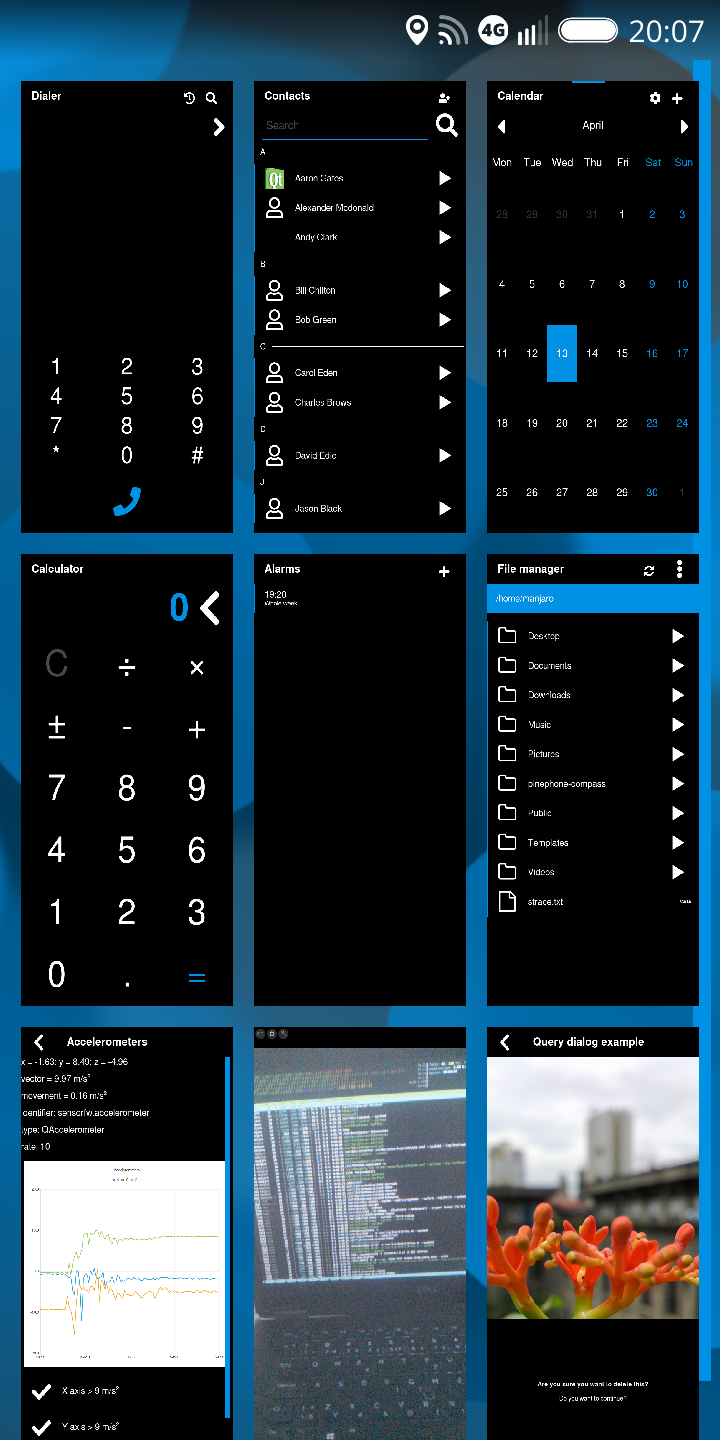 4G 20:07
Dialer
1 2 3
4 5 6
7 8 9
* 0 #
Contacts
Search
A
Aaron Gates
Alexander Mcdonald
Andy Clark
B
Bill Chilton
Bob Green
C
Carol Eden
Charles Brows
D
David Edic
J
Jason Black
Calendar
April
Mon Tue Wed Thu Fri Sat Sun
28 29 30 31 1 2 3
4 5 6 7 8 9 10
11 12 13 14 15 16 17
18 19 20 21 22 23 24
25 26 27 28 29 30 1
Calculator
0
C ÷ ×
± - +
7 8 9
4 5 6
1 2 3
0 . =
Alarms
19:20
Whole week
File manager
/home/manjaro
Desktop
Documents
Downloads
Music
Pictures
pinephone-compass
Public
Templates
Videos
strace.txt
Accelerometers
x = -1.63; y = 8.49; z = -4.96
vector = 9.97 m/s²
movement = 0.16 m/s²
identifier: sensorfw.accelerometer
type: QAccelerometer
rate: 10
Accelerometers
X axis > 9 m/s²
Y axis > 9 m/s²
Query dialog example
Are you sure you want to delete this?
Do you want to continue?